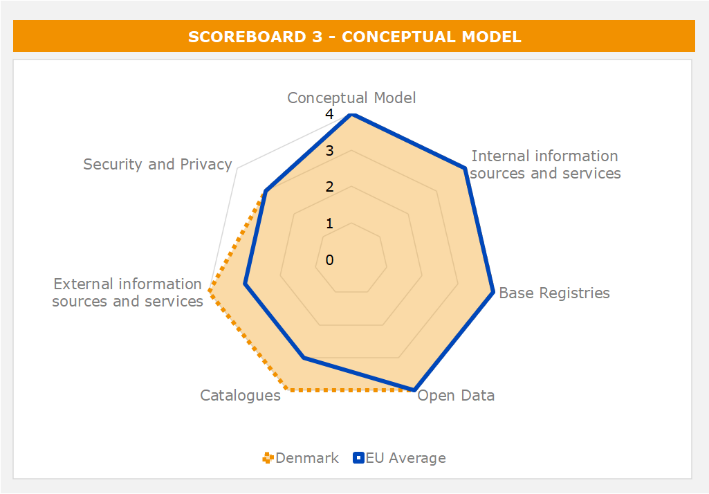 SCOREBOARD 3 - CONCEPTUAL MODEL
Conceptual Model
4
3
2
1
0
Internal information
sources and services
Security and Privacy
External information
sources and services
Base Registries
Catalogues
Open Data
Denmark
EU Average